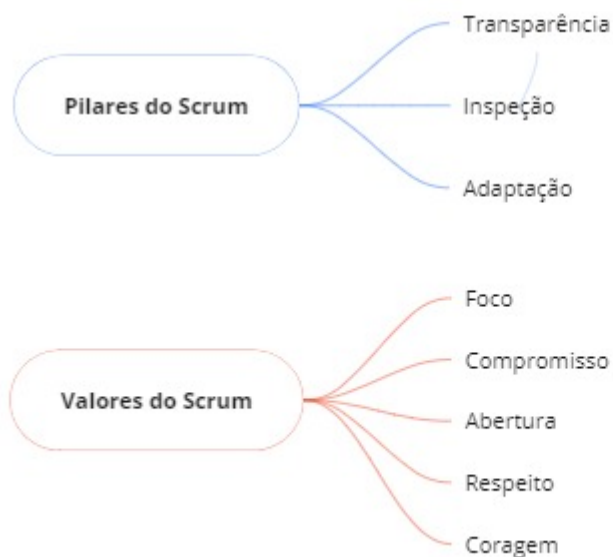 Pilares do Scrum
Transparência
Inspeção
Adaptação
Valores do Scrum
Foco
Compromisso
Abertura
Respeito
Coragem